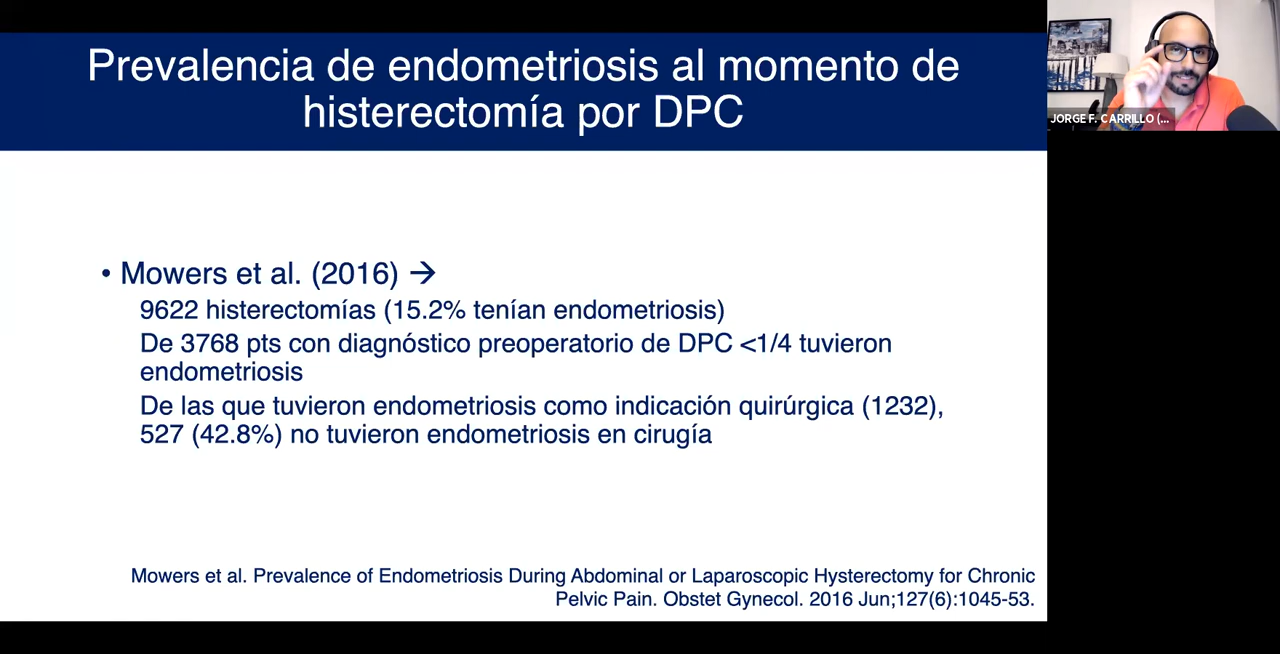 Prevalencia de endometriosis al momento de
histerectomía por DPC
• Mowers et al. (2016) →
9622 histerectomías (15.2% tenían endometriosis)
De 3768 pts con diagnóstico preoperatorio de DPC <1/4 tuvieron
endometriosis
De las que tuvieron endometriosis como indicación quirúrgica (1232),
527 (42.8%) no tuvieron endometriosis en cirugía
Mowers et al. Prevalence of Endometriosis During Abdominal or Laparoscopic Hysterectomy for Chronic
Pelvic Pain. Obstet Gynecol. 2016 Jun;127(6):1045-53.
JORGE F. CARRILLO (...